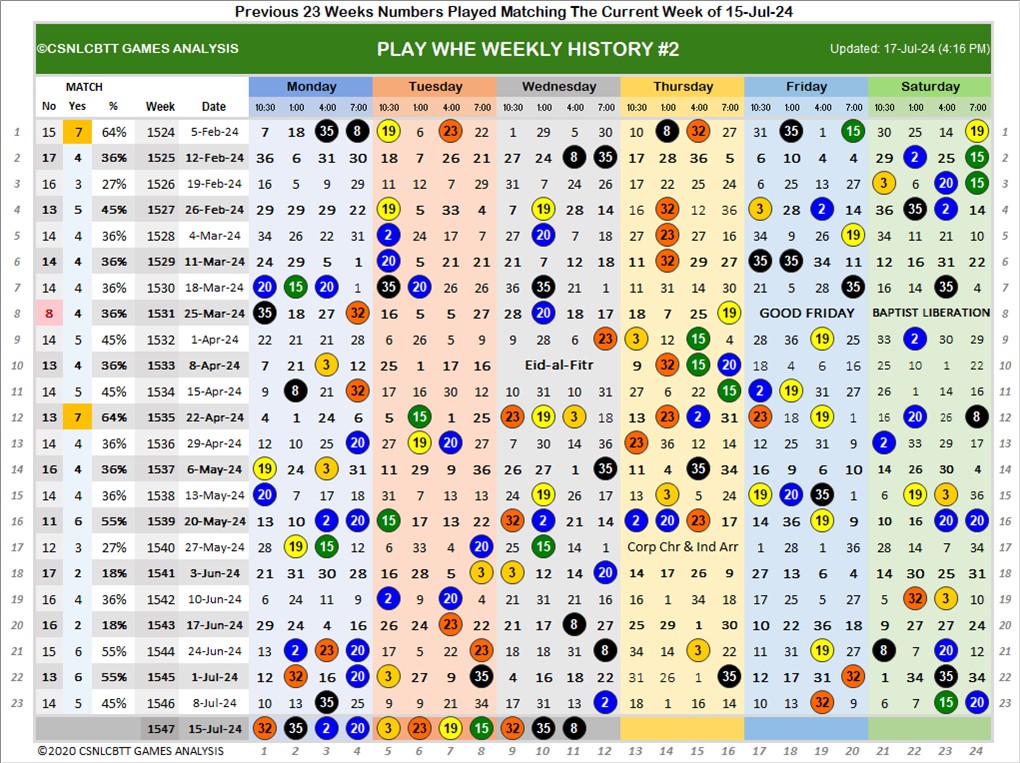 Previous 23 Weeks Numbers Played Matching The Current Week of 15-Jul-24
©CSNLCBTT GAMES ANALYSIS PLAY WHE WEEKLY HISTORY #2 Updated: 17-Jul-24 (4:16 PM)
MATCH Monday Tuesday Wednesday Thursday Friday Saturday
No Yes % Week Date 10:30 1:00 4:00 7:00 10:30 1:00 4:00 7:00 10:30 1:00 4:00 7:00 10:30 1:00 4:00 7:00 10:30 1:00 4:00 7:00 10:30 1:00 4:00 7:00
1 15 7 64% 1524 5-Feb-24 7 18 35 8 19 6 23 22 1 29 5 30 10 8 32 27 31 35 1 15 30 25 14 19 1
2 17 4 36% 1525 12-Feb-24 36 6 31 30 18 7 26 21 27 24 8 35 17 28 36 5 6 10 4 4 29 2 25 15 2
3 16 3 27% 1526 19-Feb-24 16 5 9 29 11 12 7 29 31 7 24 26 17 22 25 24 6 25 13 27 3 6 20 15 3
4 13 5 45% 1527 26-Feb-24 29 29 29 22 19 5 33 4 7 19 28 14 16 32 12 36 3 28 2 14 36 35 2 14 4
5 14 4 36% 1528 4-Mar-24 34 26 22 31 2 24 17 7 27 20 7 18 27 23 27 16 34 9 26 19 34 11 21 10 5
6 14 4 36% 1529 11-Mar-24 24 29 5 1 20 5 21 21 21 7 12 18 11 32 29 27 35 35 34 11 12 16 31 22 6
7 14 4 36% 1530 18-Mar-24 20 15 20 1 35 20 26 26 36 35 21 1 11 31 14 30 21 5 28 35 16 14 35 4 7
8 8 4 36% 1531 25-Mar-24 35 18 27 32 16 5 5 27 28 20 18 17 18 7 25 19 GOOD FRIDAY BAPTIST LIBERATION 8
9 14 5 45% 1532 1-Apr-24 22 21 21 28 6 26 5 9 9 28 6 23 3 12 15 4 28 36 19 25 33 2 30 29 9
10 13 4 36% 1533 8-Apr-24 7 21 3 12 25 1 17 16 Eid-al-Fitr 9 32 15 20 18 4 6 16 25 10 1 22 10
11 14 5 45% 1534 15-Apr-24 9 8 21 32 17 16 30 12 10 31 10 31 27 6 22 15 2 19 31 27 26 1 14 11 11
12 13 7 64% 1535 22-Apr-24 4 1 24 6 5 15 1 25 23 19 3 18 13 23 2 31 23 18 19 1 16 20 26 8 12
13 14 4 36% 1536 29-Apr-24 12 10 25 20 27 19 20 27 7 30 14 36 23 36 12 14 12 25 31 9 2 33 29 17 13
14 16 4 36% 1537 6-May-24 19 24 3 31 11 29 9 36 26 27 1 35 11 4 35 34 16 9 6 10 14 26 30 4 14
15 14 4 36% 1538 13-May-24 20 7 17 18 31 7 13 13 24 19 26 17 13 3 5 24 19 20 35 1 6 19 3 36 15
16 11 6 55% 1539 20-May-24 13 10 2 20 15 17 13 22 32 2 21 14 2 20 23 17 14 36 19 9 10 16 20 20 16
17 12 3 27% 1540 27-May-24 28 19 15 12 6 33 4 20 25 15 14 1 Corp Chr & Ind Arr 1 28 1 36 28 14 7 34 17
18 17 2 18% 1541 3-Jun-24 21 31 30 28 16 28 5 3 3 12 14 20 14 17 26 9 27 13 6 4 14 30 25 31 18
19 16 4 36% 1542 10-Jun-24 6 24 11 9 2 9 20 4 21 31 21 16 16 1 34 18 17 25 25 27 5 32 3 10 19
20 16 2 18% 1543 17-Jun-24 29 24 4 16 26 24 23 22 11 21 8 27 25 29 1 30 10 22 36 18 9 27 27 24 20
21 15 6 55% 1544 24-Jun-24 13 2 23 20 17 5 22 23 18 18 31 8 34 14 3 22 11 31 19 27 8 7 20 12 21
22 13 6 55% 1545 1-Jul-24 12 32 16 20 3 27 9 35 4 16 18 22 31 26 1 35 12 17 31 32 1 34 35 34 22
23 14 5 45% 1546 8-Jul-24 10 13 35 25 9 9 21 34 17 31 13 2 18 1 16 14 10 13 32 9 6 7 15 20 23
1547 15-Jul-24 32 35 2 20 3 23 19 15 32 35 8
©2020 CSNLCBTT GAMES ANALYSIS 1 2 3 4 5 6 7 8 9 10 11 12 13 14 15 16 17 18 19 20 21 22 23 24